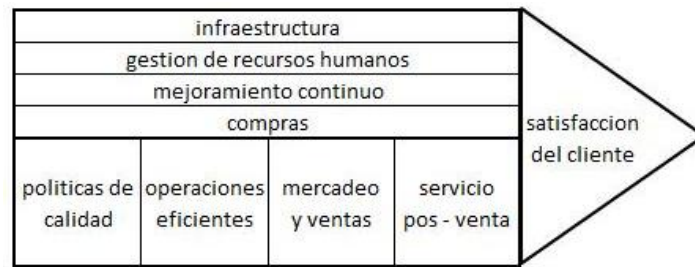 infraestructura
gestion de recursos humanos
mejoramiento continuo
compras
politicas de
calidad
operaciones
eficientes
mercadeo
y ventas
servicio
pos - venta
satisfaccion
del cliente